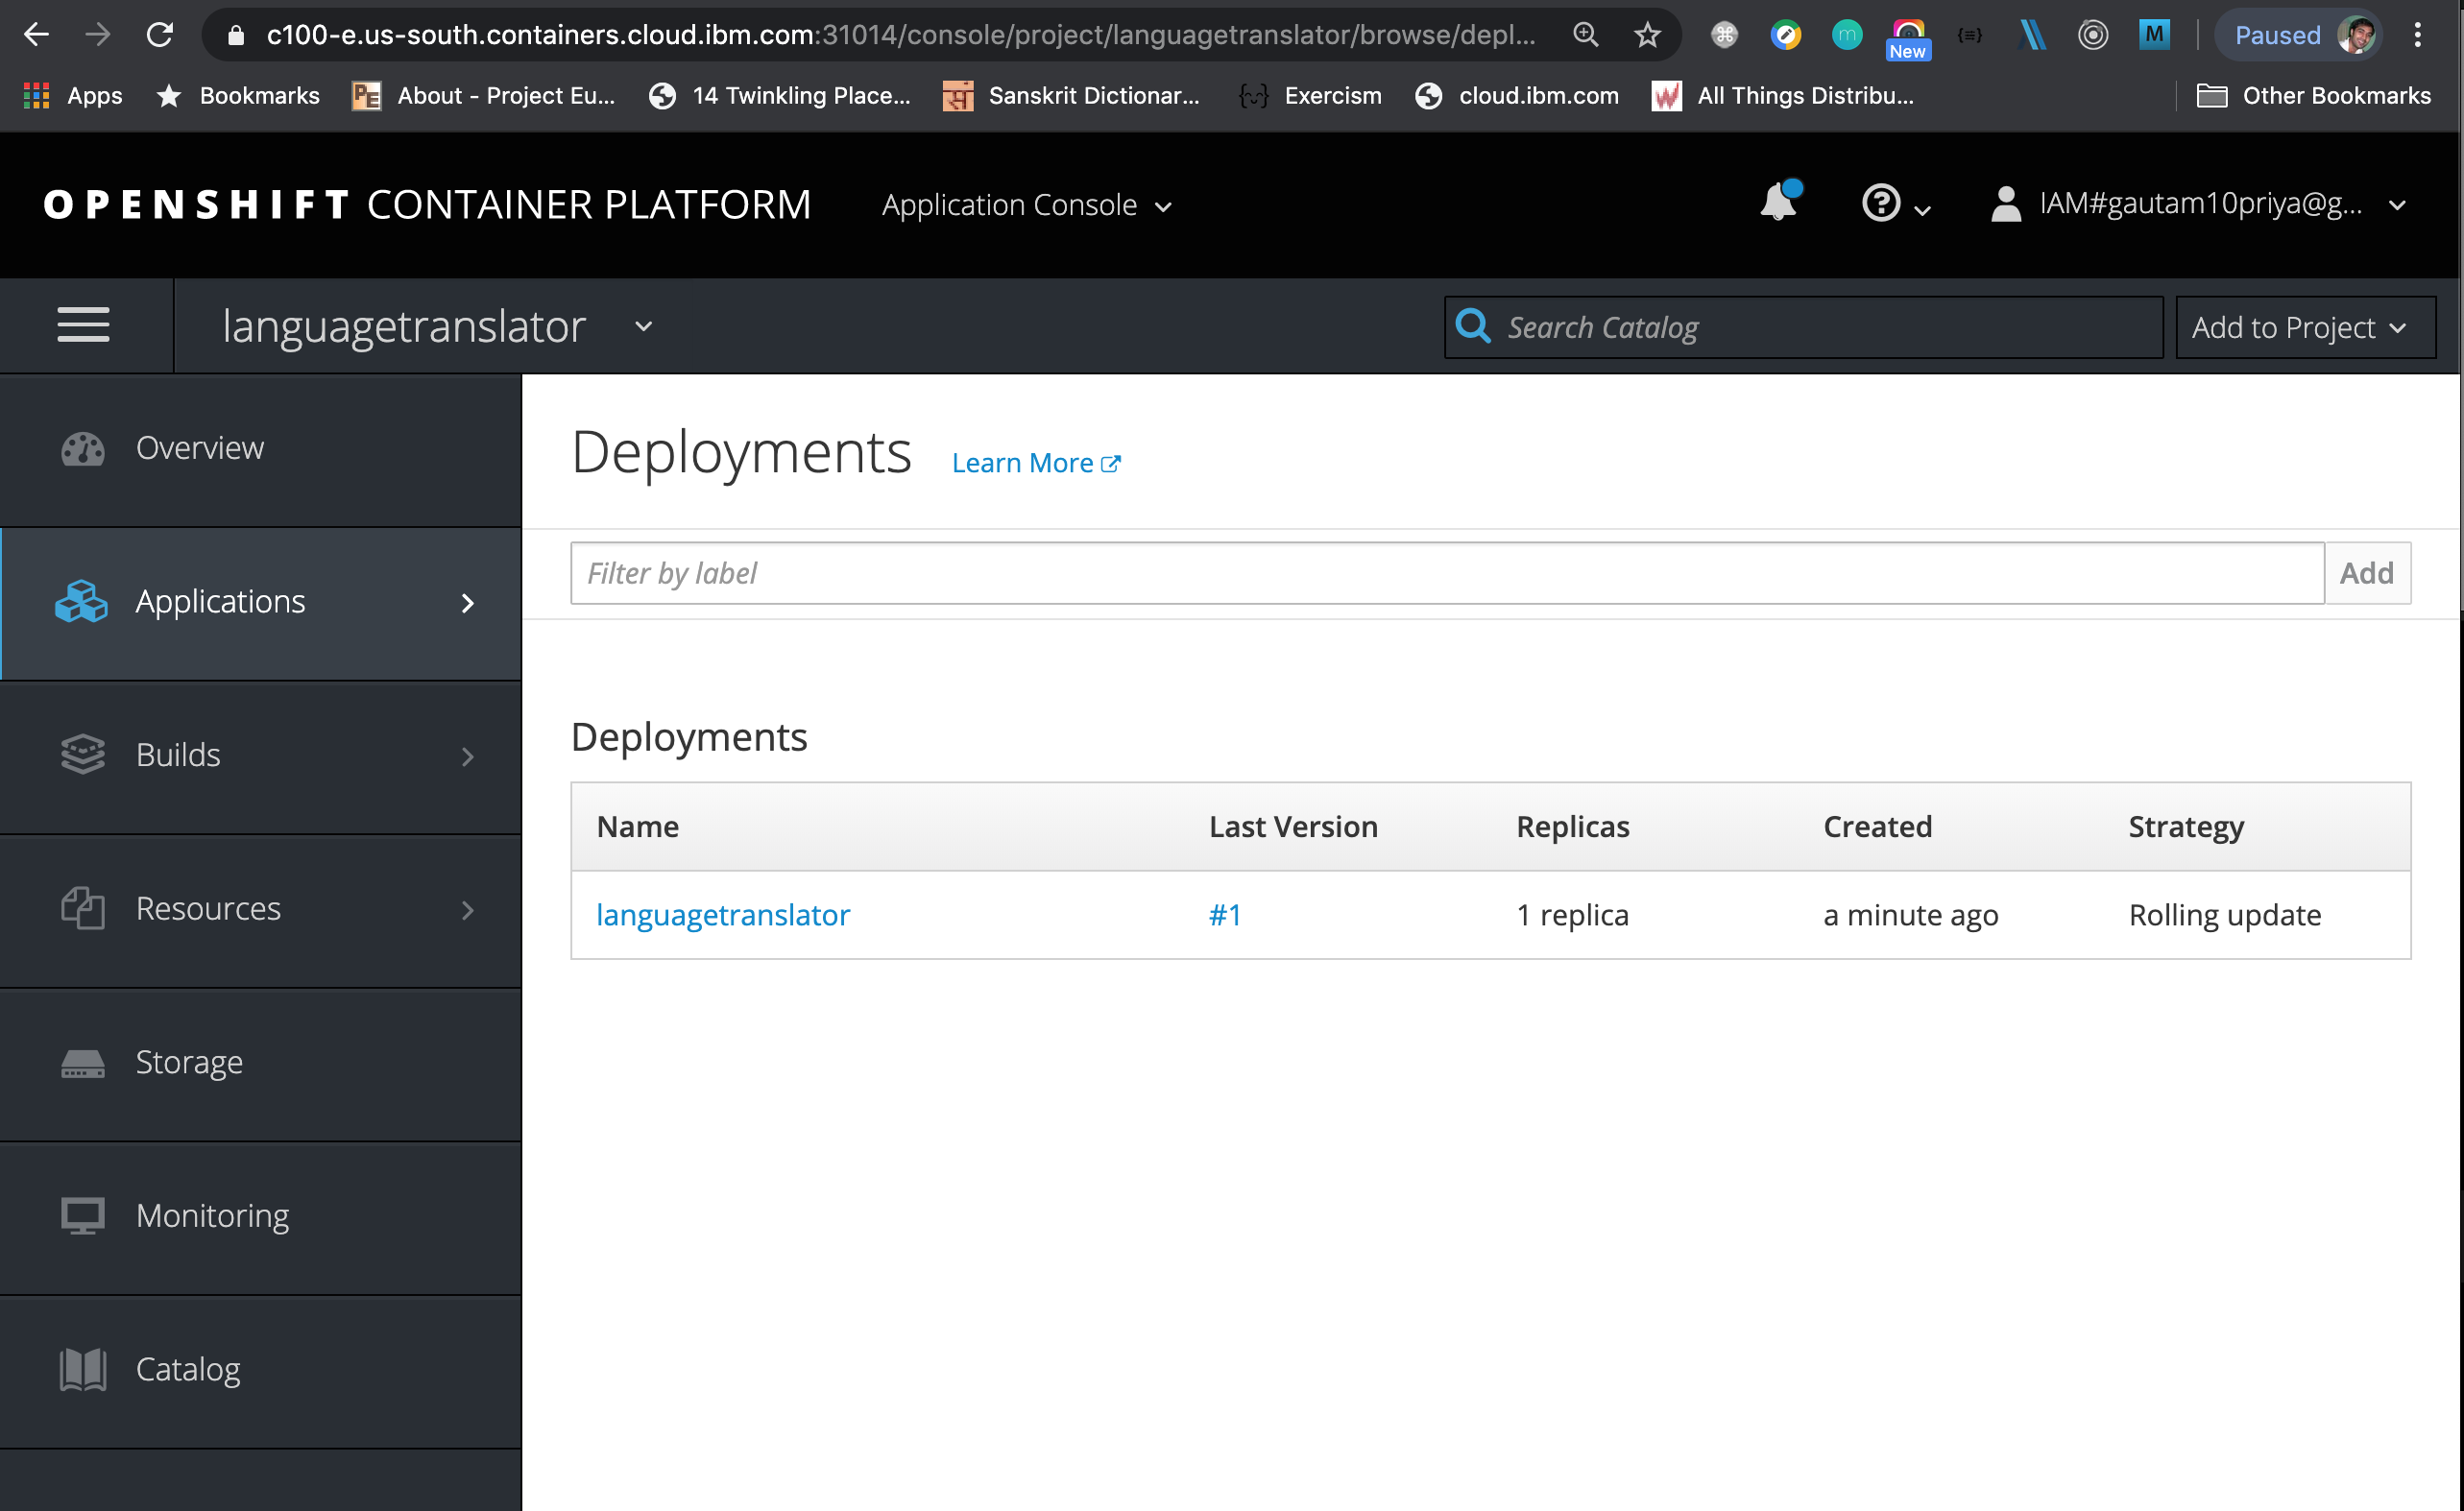 c100-e.us-south.containers.cloud.ibm.com:31014/console/project/languagetranslator/browse/depl...
New
M
Paused
Apps
Bookmarks
PE
About - Project Eu...
14 Twinkling Place...
सं
Sanskrit Dictionar...
Exercism
cloud.ibm.com
All Things Distribu...
Other Bookmarks
OPENSHIFT CONTAINER PLATFORM
Application Console
IAM#gautam10priya@g...
languagetranslator
Search Catalog
Add to Project
Overview
Applications
Builds
Resources
Storage
Monitoring
Catalog
Deployments
Learn More
Filter by label
Add
Deployments
Name Last Version Replicas Created Strategy
languagetranslator #1 1 replica a minute ago Rolling update